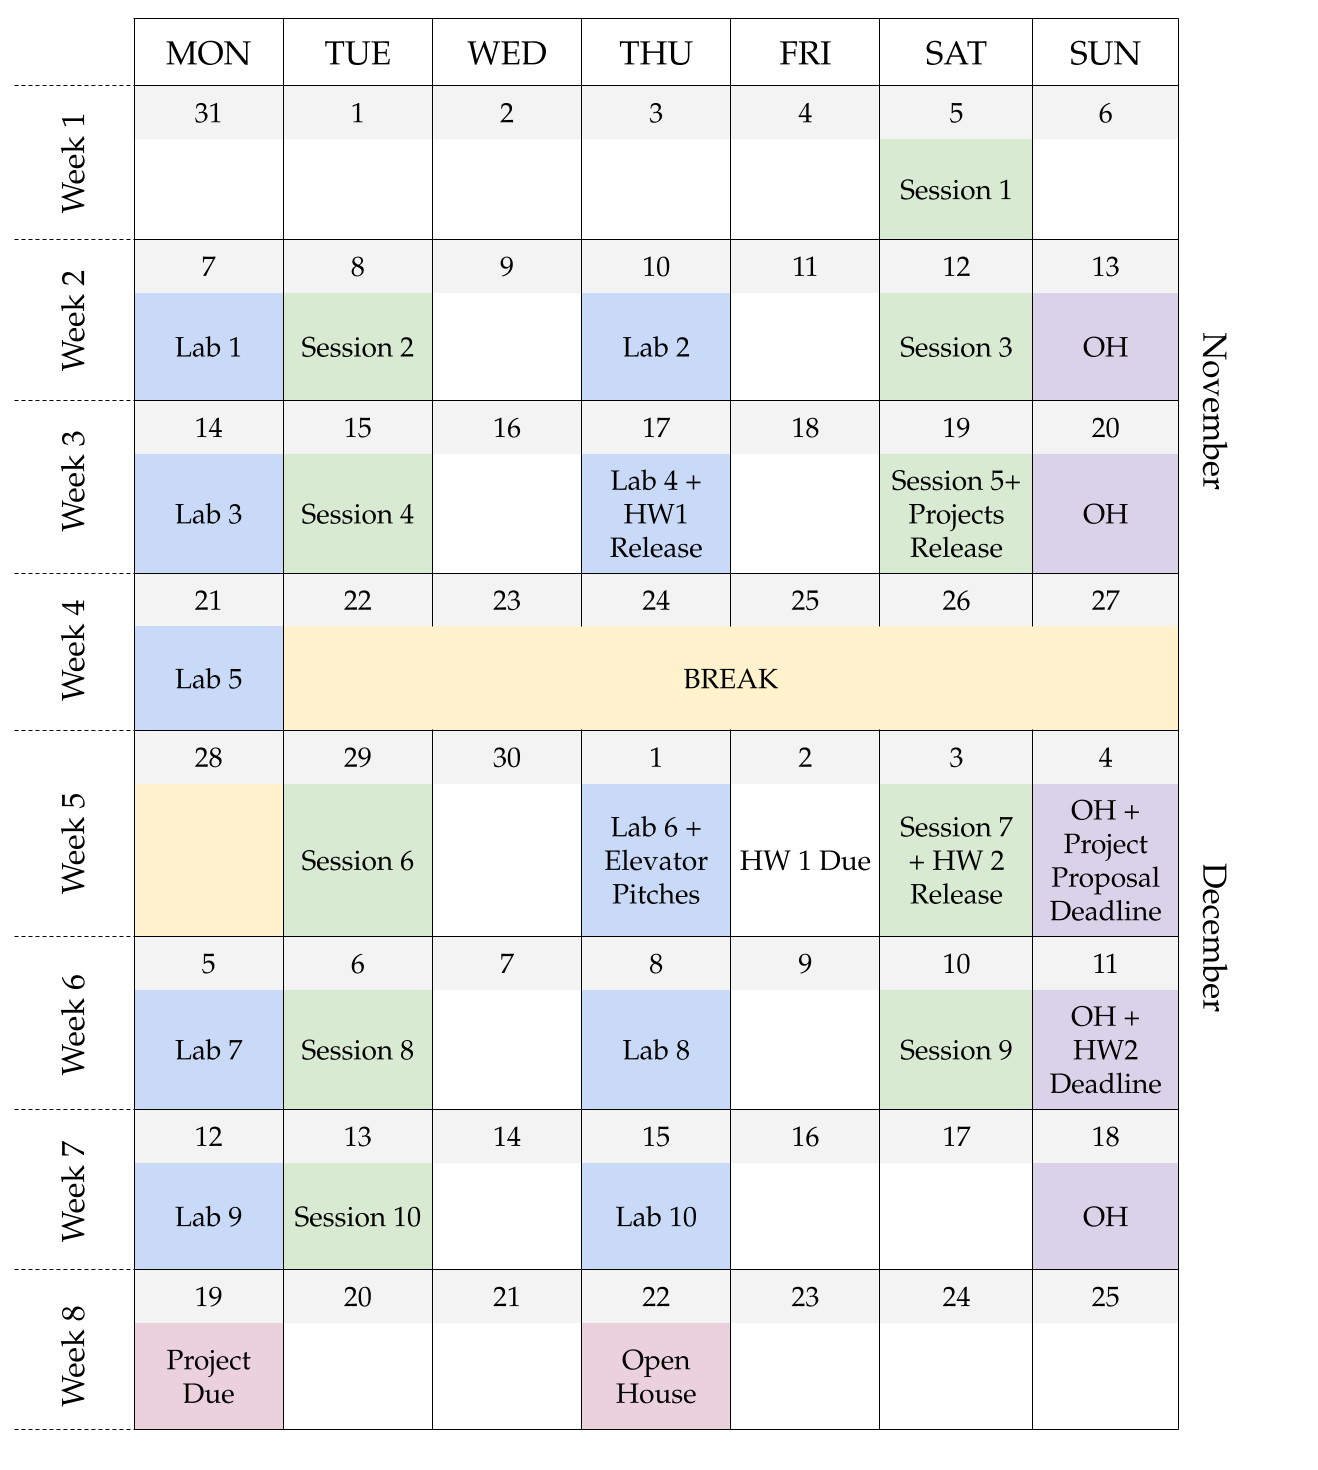 MON TUE WED THU FRI SAT SUN
Week 1
31 1 2 3 4 5 6
Session 1
Week 2
7 8 9 10 11 12 13
Lab 1 Session 2 Lab 2 Session 3 OH
Week 3
14 15 16 17 18 19 20
Lab 3 Session 4
Lab 4 +
HW1
Release
Session 5+
Projects
Release
OH
Week 4
21 22 23 24 25 26 27
Lab 5 BREAK
November
Week 5
28 29 30 1 2 3 4
Session 6
Lab 6 +
Elevator
Pitches
HW 1 Due
Session 7
+ HW 2
Release
OH +
Project
Proposal
Deadline
Week 6
5 6 7 8 9 10 11
Lab 7 Session 8 Lab 8 Session 9
OH +
HW2
Deadline
Week 7
12 13 14 15 16 17 18
Lab 9 Session 10 Lab 10 OH
Week 8
19 20 21 22 23 24 25
Project
Due
Open
House
December